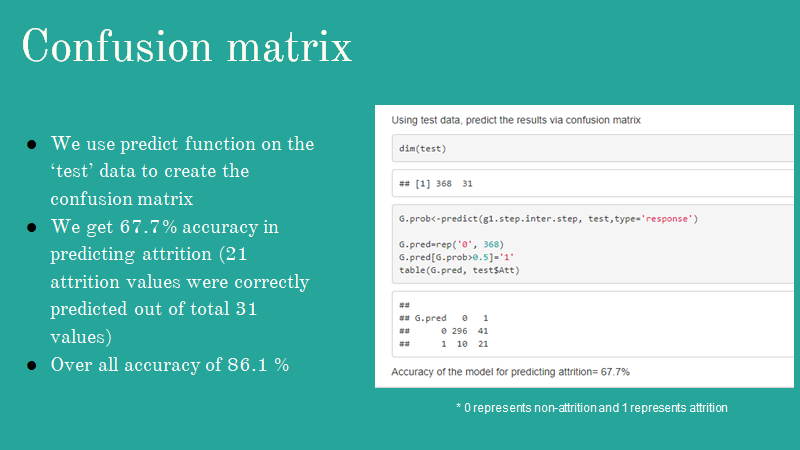 Confusion matrix
● We use predict function on the
‘test’ data to create the
confusion matrix
● We get 67.7% accuracy in
predicting attrition (21
attrition values were correctly
predicted out of total 31
values)
● Over all accuracy of 86.1 %
Using test data, predict the results via confusion matrix
dim(test)
## [1] 368  31
G.prob<-predict(g1.step.inter.step, test,type='response')
G.pred=rep('0', 368)
G.pred[G.prob>0.5]='1'
table(G.pred, test$Att)
##
## G.pred   0   1
##      0 296  41
##      1  10  21
Accuracy of the model for predicting attrition= 67.7%
* 0 represents non-attrition and 1 represents attrition